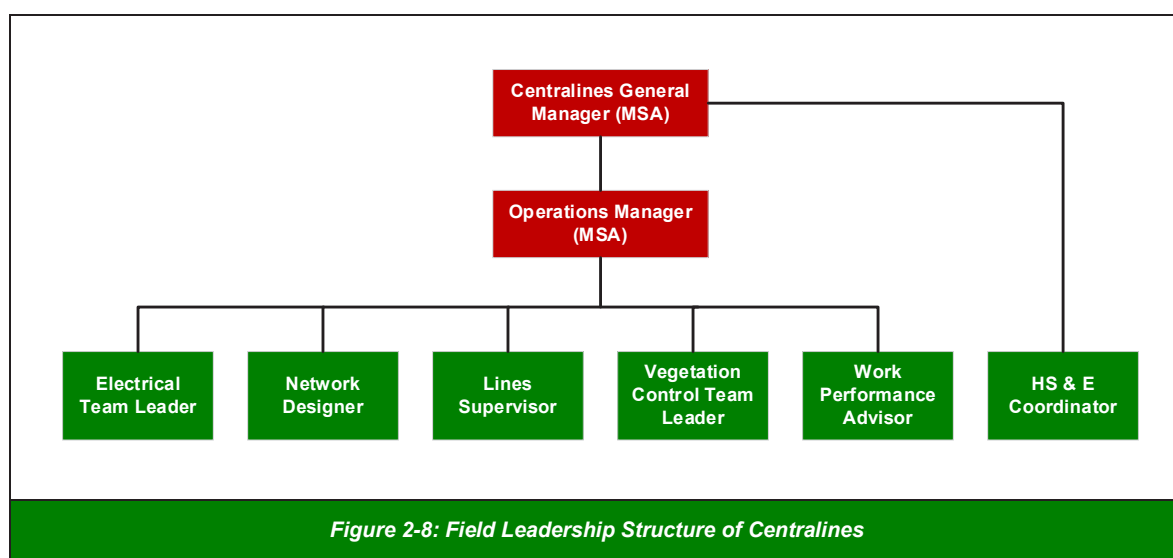 Centralines General
Manager (MSA)
Operations Manager
(MSA)
Electrical
Team Leader
Network
Designer
Lines
Supervisor
Vegetation
Control Team
Leader
Work
Performance
Advisor
HS & E
Coordinator
Figure 2-8: Field Leadership Structure of Centralines